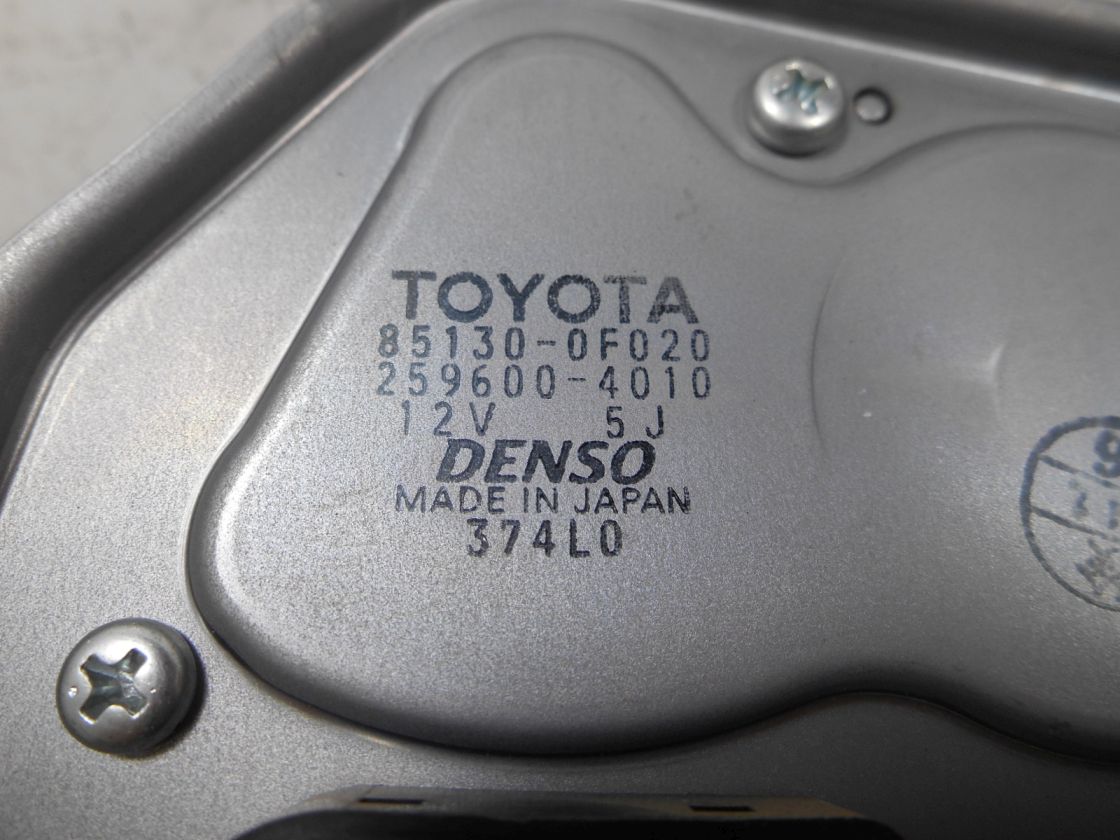 TOYOTA
85130-0F020
259600-4010
12V 5J
DENSO
MADE IN JAPAN
374L0